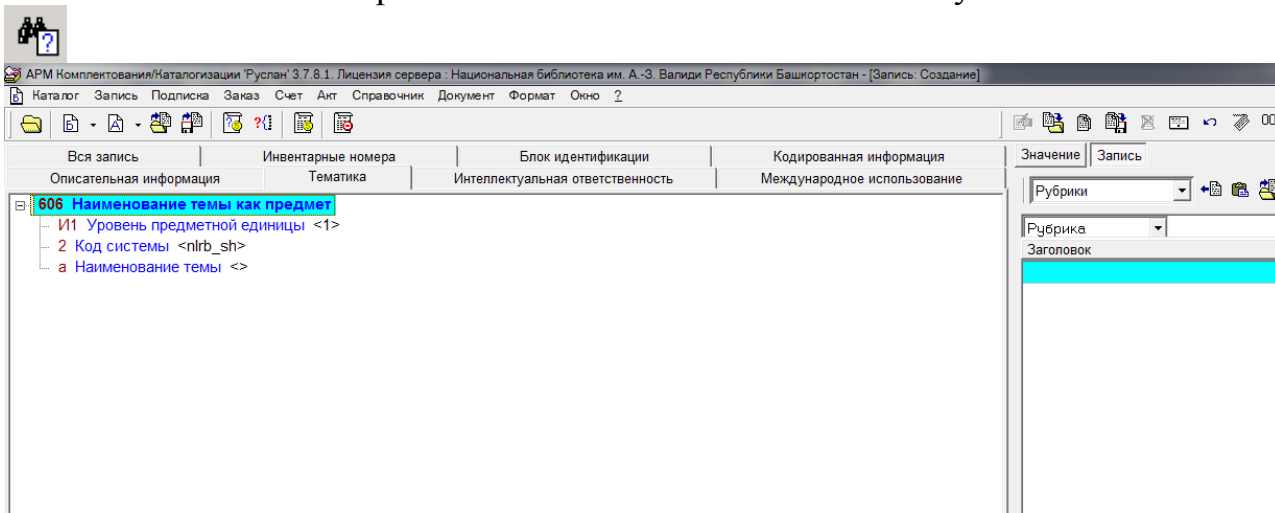 АРМ Комплектования/Каталогизации 'Руслан' 3.7.8.1. Лицензия сервера : Национальная библиотека им. А.-З. Валиди Республики Башкортостан - [Запись: Создание]
Каталог Запись Подписка Заказ Счет Акт Справочник Документ Формат Окно ?
Вся запись Инвентарные номера Блок идентификации Кодированная информация
Описательная информация Тематика Интеллектуальная ответственность Международное использование
Значение Запись
Рубрики
Рубрика
Заголовок
606 Наименование темы как предмет
И1 Уровень предметной единицы <1>
2 Код системы <nlrb_sh>
a Наименование темы <>